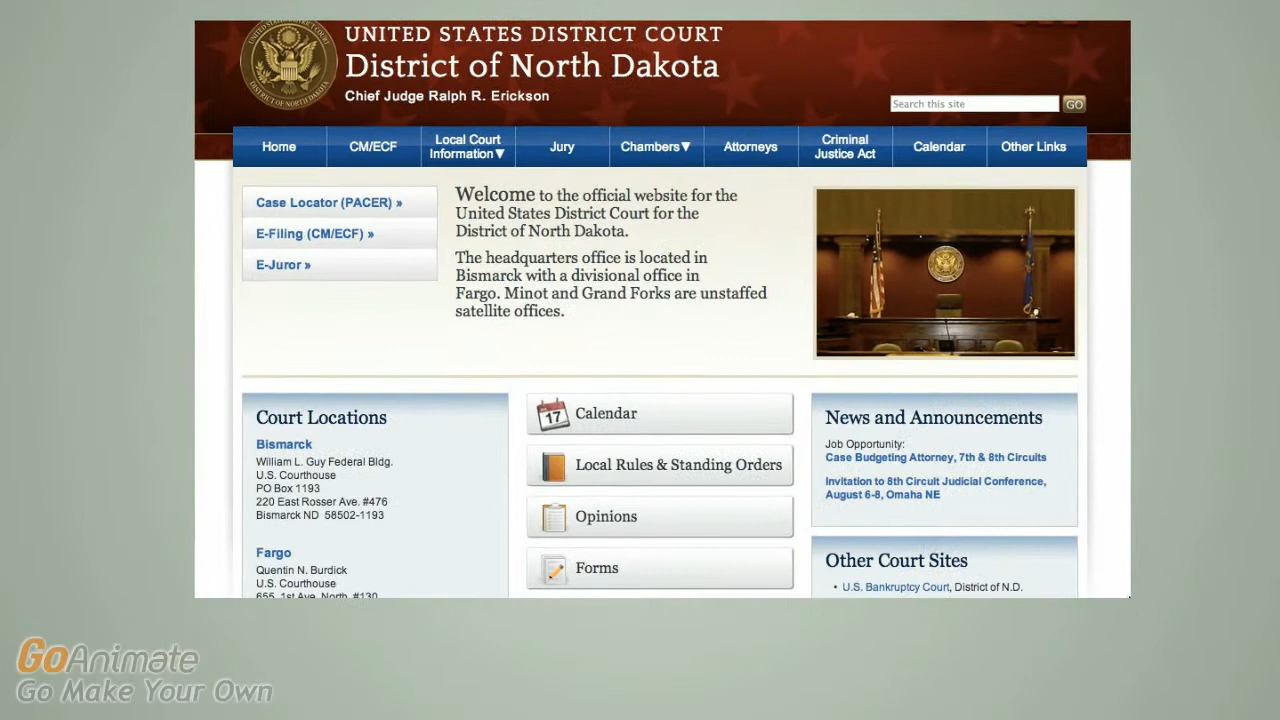 UNITED STATES DISTRICT COURT
District of North Dakota
Chief Judge Ralph R. Erickson
Search this site
GO
Home
CM/ECF
Local Court
Information▼
Jury
Chambers▼
Attorneys
Criminal
Justice Act
Calendar
Other Links
Case Locator (PACER) »
E-Filing (CM/ECF) »
E-Juror »
Welcome to the official website for the
United States District Court for the
District of North Dakota.
The headquarters office is located in
Bismarck with a divisional office in
Fargo. Minot and Grand Forks are unstaffed
satellite offices.
Court Locations
Bismarck
William L. Guy Federal Bldg.
U.S. Courthouse
PO Box 1193
220 East Rosser Ave. #476
Bismarck ND 58502-1193
Fargo
Quentin N. Burdick
U.S. Courthouse
655 1st Ave. North, #130
17
Calendar
Local Rules & Standing Orders
Opinions
Forms
News and Announcements
Job Opportunity:
Case Budgeting Attorney, 7th & 8th Circuits
Invitation to 8th Circuit Judicial Conference,
August 6-8, Omaha NE
Other Court Sites
• U.S. Bankruptcy Court, District of N.D.
GoAnimate
Go Make Your Own